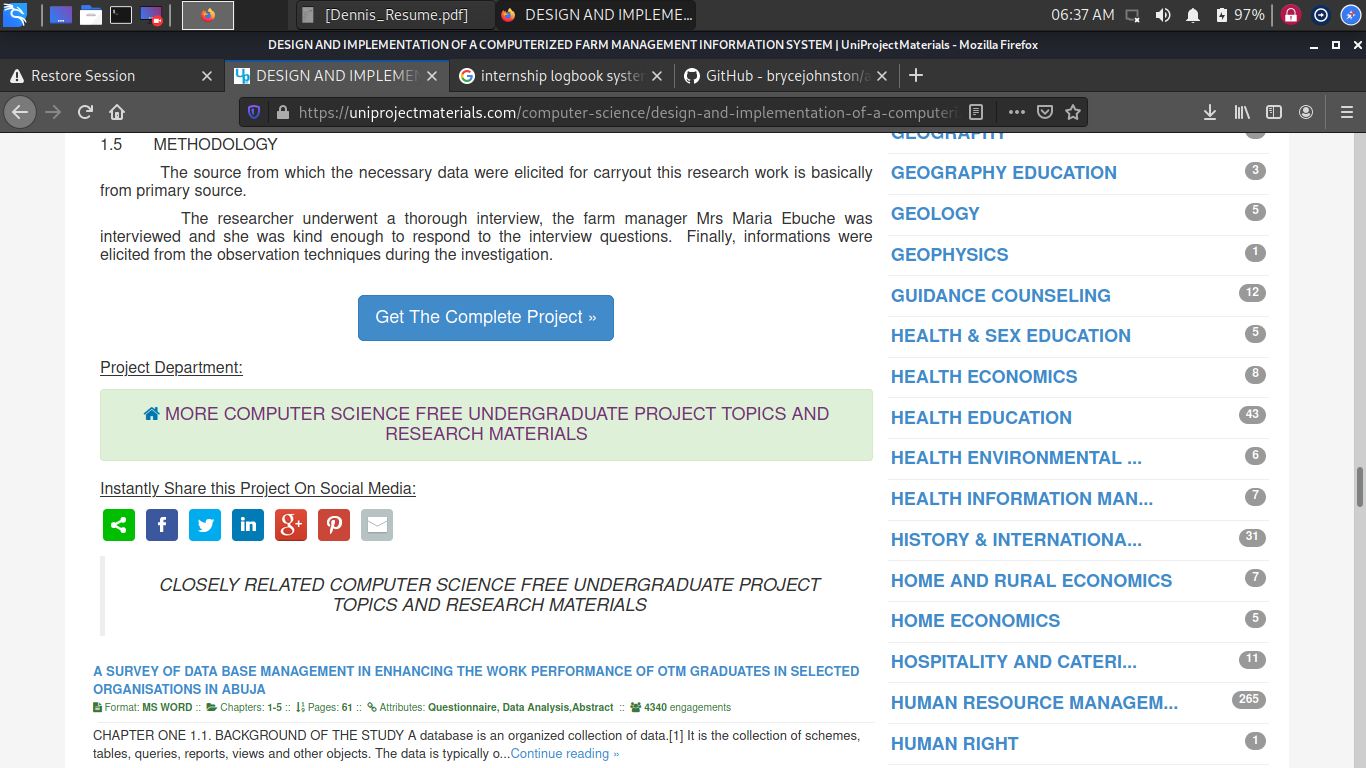 [Dennis_Resume.pdf]
DESIGN AND IMPLEME...
06:37 AM
97%
DESIGN AND IMPLEMENTATION OF A COMPUTERIZED FARM MANAGEMENT INFORMATION SYSTEM | UniProjectMaterials - Mozilla Firefox
Restore Session
DESIGN AND IMPLEMEN
internship logbook syste
GitHub - brycejohnston/a
https://uniprojectmaterials.com/computer-science/design-and-implementation-of-a-computeri
1.5 METHODOLOGY
The source from which the necessary data were elicited for carryout this research work is basically
from primary source.
The researcher underwent a thorough interview, the farm manager Mrs Maria Ebuche was
interviewed and she was kind enough to respond to the interview questions. Finally, informations were
elicited from the observation techniques during the investigation.
Get The Complete Project »
Project Department:
MORE COMPUTER SCIENCE FREE UNDERGRADUATE PROJECT TOPICS AND
RESEARCH MATERIALS
Instantly Share this Project On Social Media:
CLOSELY RELATED COMPUTER SCIENCE FREE UNDERGRADUATE PROJECT
TOPICS AND RESEARCH MATERIALS
A SURVEY OF DATA BASE MANAGEMENT IN ENHANCING THE WORK PERFORMANCE OF OTM GRADUATES IN SELECTED
ORGANISATIONS IN ABUJA
Format: MS WORD :: Chapters: 1-5 :: Pages: 61 :: Attributes: Questionnaire, Data Analysis,Abstract :: 4340 engagements
CHAPTER ONE 1.1. BACKGROUND OF THE STUDY A database is an organized collection of data.[1] It is the collection of schemes,
tables, queries, reports, views and other objects. The data is typically o...Continue reading »
GEOGRAPHY
GEOGRAPHY EDUCATION 3
GEOLOGY 5
GEOPHYSICS 1
GUIDANCE COUNSELING 12
HEALTH & SEX EDUCATION 5
HEALTH ECONOMICS 8
HEALTH EDUCATION 43
HEALTH ENVIRONMENTAL ... 6
HEALTH INFORMATION MAN... 7
HISTORY & INTERNATIONA... 31
HOME AND RURAL ECONOMICS 7
HOME ECONOMICS 5
HOSPITALITY AND CATERI... 11
HUMAN RESOURCE MANAGEM... 265
HUMAN RIGHT 1